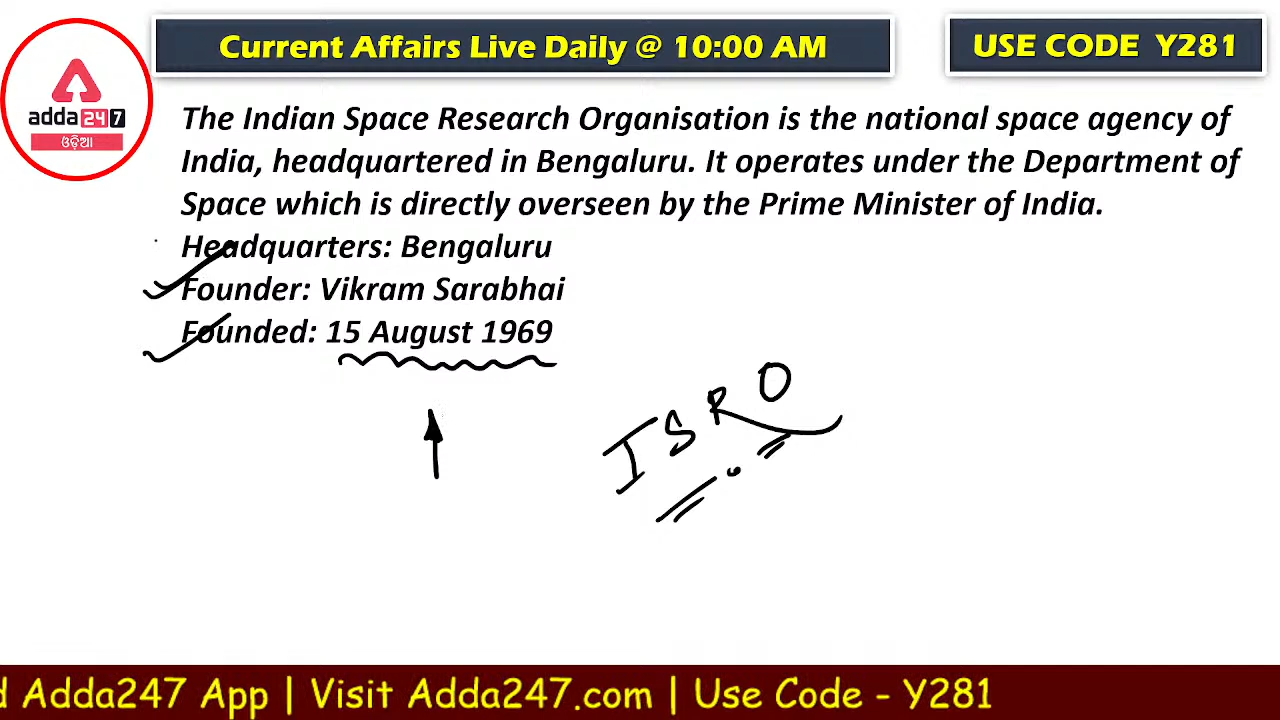 Current Affairs Live Daily @ 10:00 AM
USE CODE Y281
adda 24 7
ଓଡ଼ିଆ
The Indian Space Research Organisation is the national space agency of
India, headquartered in Bengaluru. It operates under the Department of
Space which is directly overseen by the Prime Minister of India.
Headquarters: Bengaluru
Founder: Vikram Sarabhai
Founded: 15 August 1969
ISRO
d Adda247 App | Visit Adda247.com | Use Code - Y281